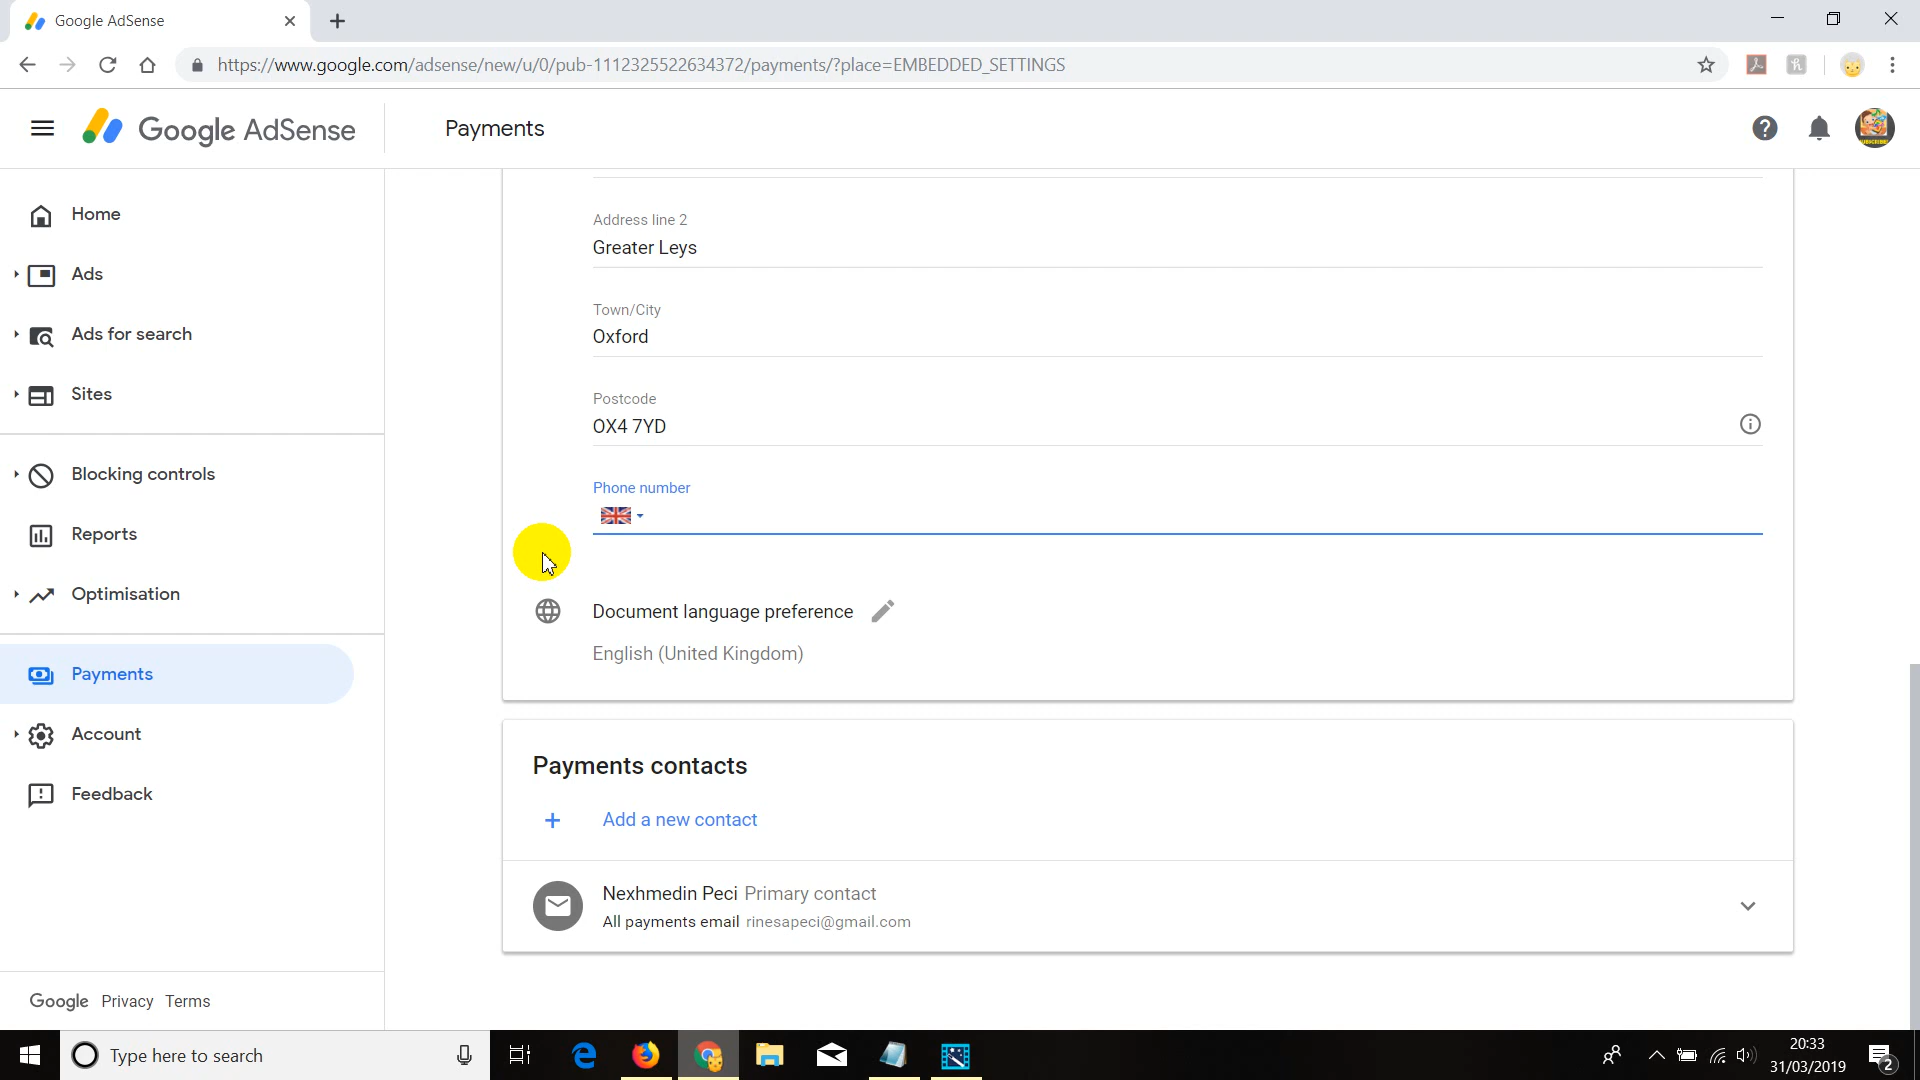 Google AdSense
https://www.google.com/adsense/new/u/0/pub-1112325522634372/payments/?place=EMBEDDED_SETTINGS
Google AdSense
Payments
Home
Ads
Ads for search
Sites
Blocking controls
Reports
Optimisation
Payments
Account
Feedback
Google Privacy Terms
Address line 2
Greater Leys
Town/City
Oxford
Postcode
OX4 7YD
Phone number
Document language preference
English (United Kingdom)
Payments contacts
+ Add a new contact
Nexhmedin Peci Primary contact
All payments email rinesapeci@gmail.com
Type here to search
20:33
31/03/2019
2